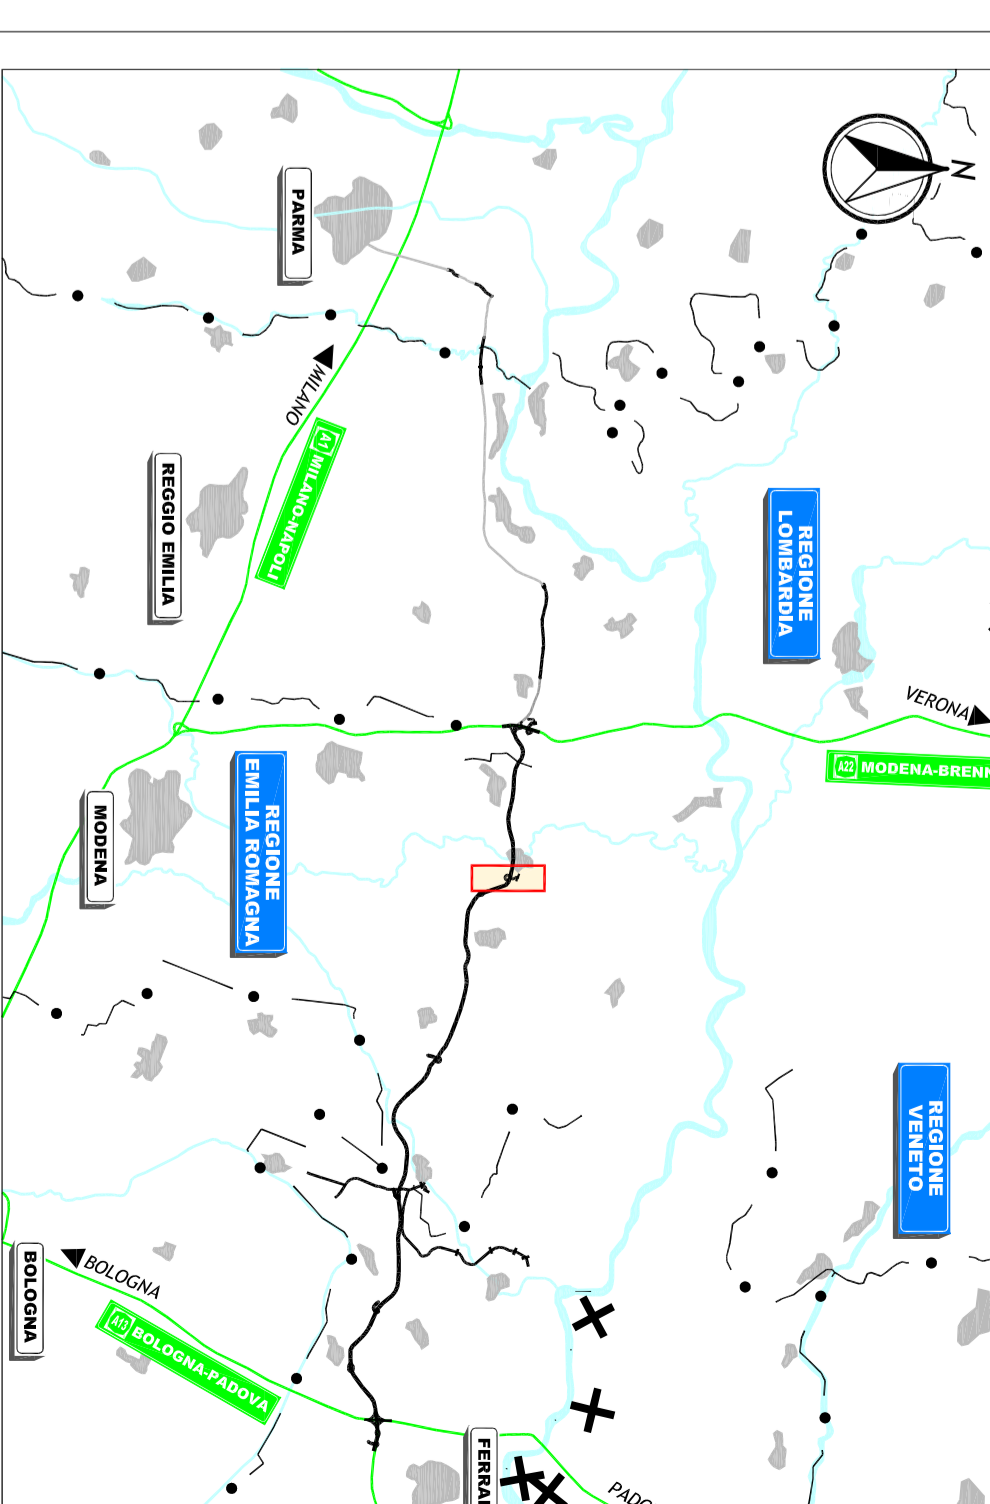 N
PARMA
MILANO
A1 MILANO-NAPOLI
REGGIO EMILIA
REGIONE
LOMBARDIA
VERONA
A22 MODENA-BRENN
REGIONE
EMILIA ROMAGNA
MODENA
REGIONE
VENETO
BOLOGNA
BOLOGNA
A13 BOLOGNA-PADOVA
FERRA
PADO